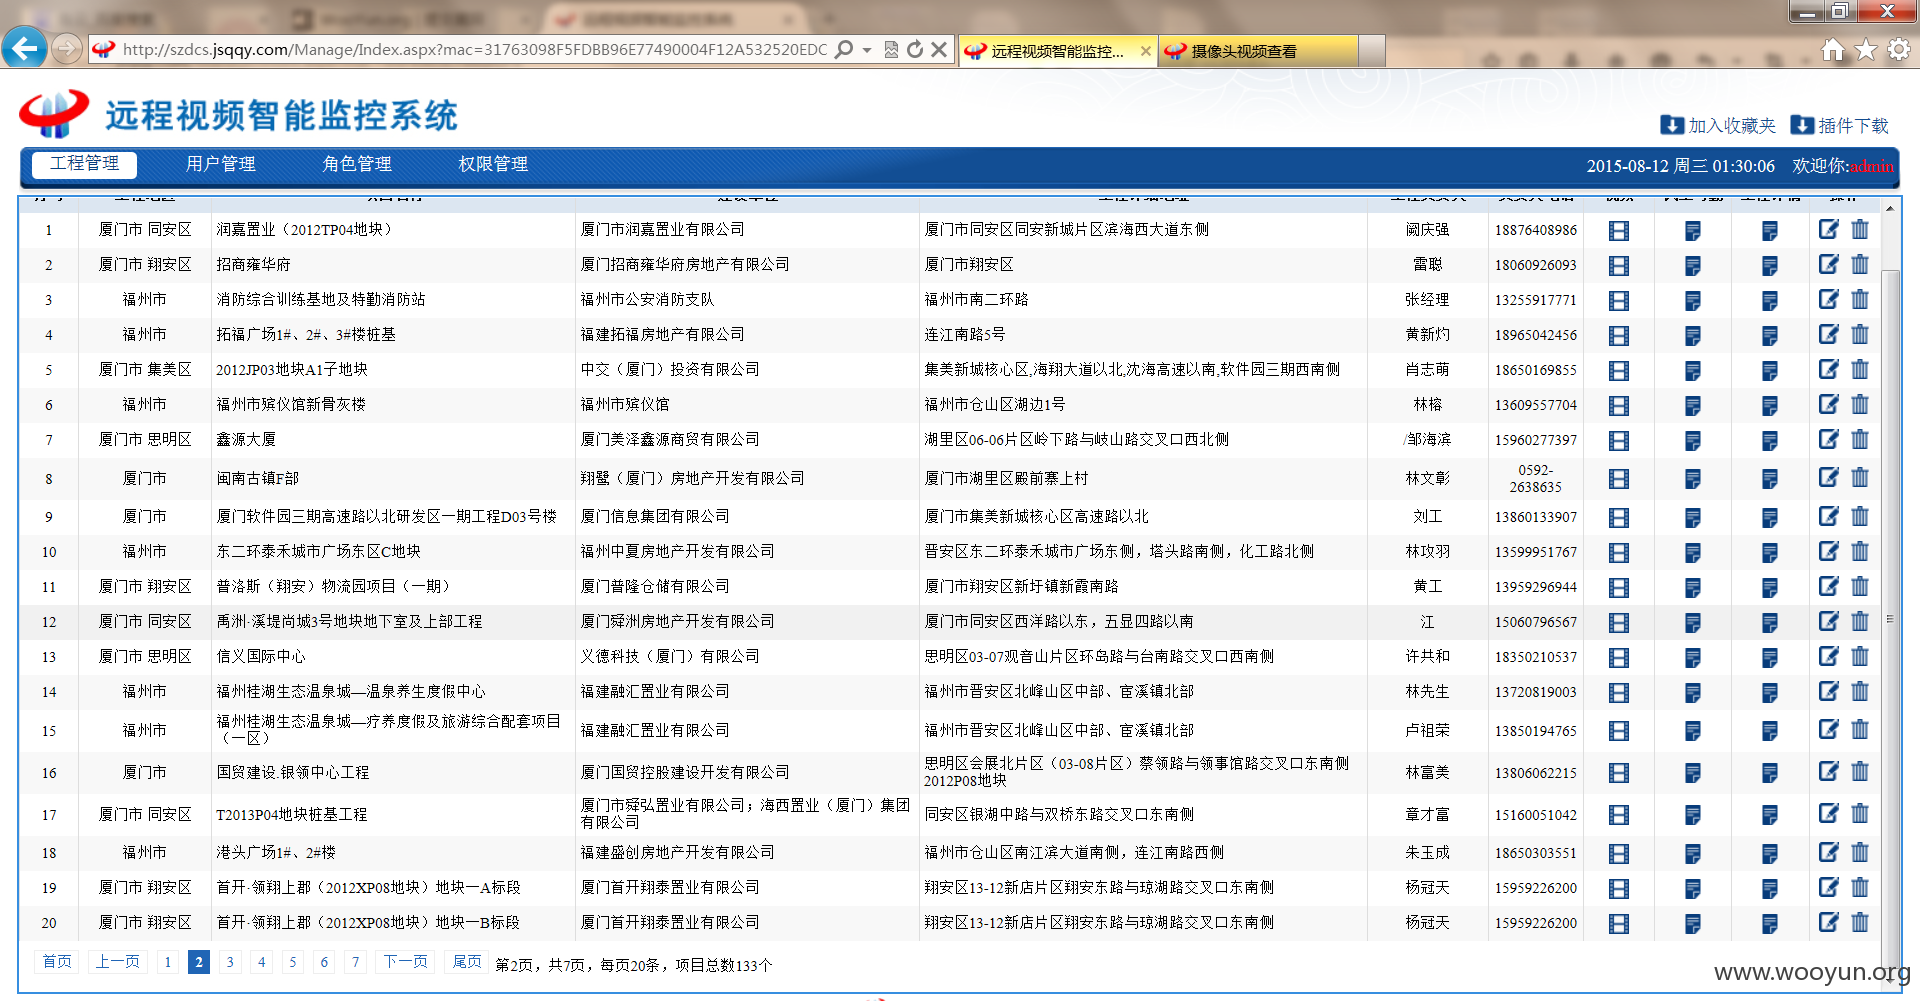 http://szdcs.jsqqy.com/Manage/Index.aspx?mac=31763098F5FDBB96E77490004F12A532520EDC
远程视频智能监控...
摄像头视频查看
远程视频智能监控系统
加入收藏夹 插件下载
工程管理 用户管理 角色管理 权限管理 2015-08-12 周三 01:30:06 欢迎你:admin
1 厦门市 同安区 润嘉置业（2012TP04地块） 厦门市润嘉置业有限公司 厦门市同安区同安新城片区滨海西大道东侧 阙庆强 18876408986
2 厦门市 翔安区 招商雍华府 厦门招商雍华府房地产有限公司 厦门市翔安区 雷聪 18060926093
3 福州市 消防综合训练基地及特勤消防站 福州市公安消防支队 福州市南二环路 张经理 13255917771
4 福州市 拓福广场1#、2#、3#楼桩基 福建拓福房地产有限公司 连江南路5号 黄新灼 18965042456
5 厦门市 集美区 2012JP03地块A1子地块 中交（厦门）投资有限公司 集美新城核心区,海翔大道以北,沈海高速以南,软件园三期西南侧 肖志萌 18650169855
6 福州市 福州市殡仪馆新骨灰楼 福州市殡仪馆 福州市仓山区湖边1号 林榕 13609557704
7 厦门市 思明区 鑫源大厦 厦门美泽鑫源商贸有限公司 湖里区06-06片区岭下路与岐山路交叉口西北侧 /邹海滨 15960277397
8 厦门市 闽南古镇F部 翔鹭（厦门）房地产开发有限公司 厦门市湖里区殿前寨上村 林文彰 0592-
2638635
9 厦门市 厦门软件园三期高速路以北研发区一期工程D03号楼 厦门信息集团有限公司 厦门市集美新城核心区高速路以北 刘工 13860133907
10 福州市 东二环泰禾城市广场东区C地块 福州中夏房地产开发有限公司 晋安区东二环泰禾城市广场东侧，塔头路南侧，化工路北侧 林攻羽 13599951767
11 厦门市 翔安区 普洛斯（翔安）物流园项目（一期） 厦门普隆仓储有限公司 厦门市翔安区新圩镇新霞南路 黄工 13959296944
12 厦门市 同安区 禹洲·溪堤尚城3号地块地下室及上部工程 厦门舜洲房地产开发有限公司 厦门市同安区西洋路以东，五显四路以南 江 15060796567
13 厦门市 思明区 信义国际中心 义德科技（厦门）有限公司 思明区03-07观音山片区环岛路与台南路交叉口西南侧 许共和 18350210537
14 福州市 福州桂湖生态温泉城—温泉养生度假中心 福建融汇置业有限公司 福州市晋安区北峰山区中部、宦溪镇北部 林先生 13720819003
15 福州市 福州桂湖生态温泉城—疗养度假及旅游综合配套项目
（一区） 福建融汇置业有限公司 福州市晋安区北峰山区中部、宦溪镇北部 卢祖荣 13850194765
16 厦门市 国贸建设.银领中心工程 厦门国贸控股建设开发有限公司 思明区会展北片区（03-08片区）蔡领路与领事馆路交叉口东南侧
2012P08地块 林富美 13806062215
17 厦门市 同安区 T2013P04地块桩基工程 厦门市舜弘置业有限公司；海西置业（厦门）集团
有限公司 同安区银湖中路与双桥东路交叉口东南侧 章才富 15160051042
18 福州市 港头广场1#、2#楼 福建盛创房地产开发有限公司 福州市仓山区南江滨大道南侧，连江南路西侧 朱玉成 18650303551
19 厦门市 翔安区 首开·领翔上郡（2012XP08地块）地块一A标段 厦门首开翔泰置业有限公司 翔安区13-12新店片区翔安东路与琼湖路交叉口东南侧 杨冠天 15959226200
20 厦门市 翔安区 首开·领翔上郡（2012XP08地块）地块一B标段 厦门首开翔泰置业有限公司 翔安区13-12新店片区翔安东路与琼湖路交叉口东南侧 杨冠天 15959226200
首页 上一页 1 2 3 4 5 6 7 下一页 尾页 第2页，共7页，每页20条，项目总数133个
www.wooyun.org